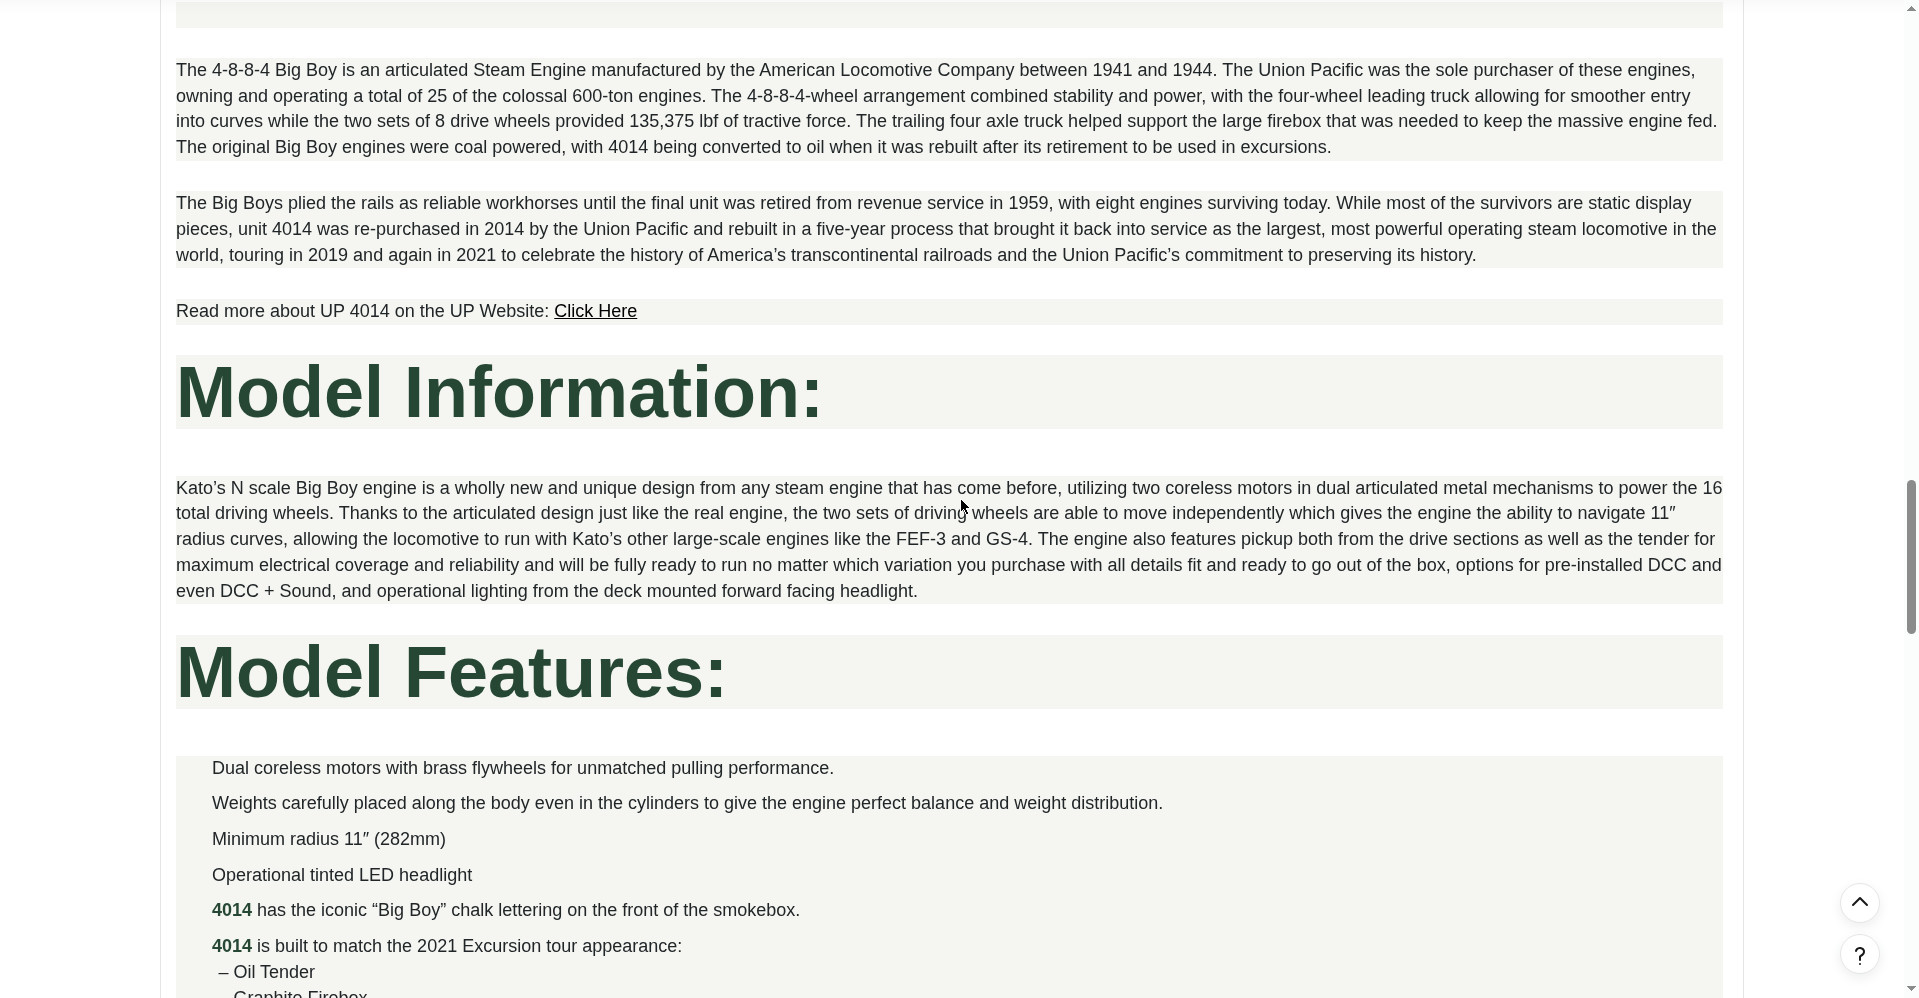 The 4-8-8-4 Big Boy is an articulated Steam Engine manufactured by the American Locomotive Company between 1941 and 1944. The Union Pacific was the sole purchaser of these engines,
owning and operating a total of 25 of the colossal 600-ton engines. The 4-8-8-4-wheel arrangement combined stability and power, with the four-wheel leading truck allowing for smoother entry
into curves while the two sets of 8 drive wheels provided 135,375 lbf of tractive force. The trailing four axle truck helped support the large firebox that was needed to keep the massive engine fed.
The original Big Boy engines were coal powered, with 4014 being converted to oil when it was rebuilt after its retirement to be used in excursions.
The Big Boys plied the rails as reliable workhorses until the final unit was retired from revenue service in 1959, with eight engines surviving today. While most of the survivors are static display
pieces, unit 4014 was re-purchased in 2014 by the Union Pacific and rebuilt in a five-year process that brought it back into service as the largest, most powerful operating steam locomotive in the
world, touring in 2019 and again in 2021 to celebrate the history of America’s transcontinental railroads and the Union Pacific’s commitment to preserving its history.
Read more about UP 4014 on the UP Website: Click Here
Model Information:
Kato’s N scale Big Boy engine is a wholly new and unique design from any steam engine that has come before, utilizing two coreless motors in dual articulated metal mechanisms to power the 16
total driving wheels. Thanks to the articulated design just like the real engine, the two sets of driving wheels are able to move independently which gives the engine the ability to navigate 11″
radius curves, allowing the locomotive to run with Kato’s other large-scale engines like the FEF-3 and GS-4. The engine also features pickup both from the drive sections as well as the tender for
maximum electrical coverage and reliability and will be fully ready to run no matter which variation you purchase with all details fit and ready to go out of the box, options for pre-installed DCC and
even DCC + Sound, and operational lighting from the deck mounted forward facing headlight.
Model Features:
Dual coreless motors with brass flywheels for unmatched pulling performance.
Weights carefully placed along the body even in the cylinders to give the engine perfect balance and weight distribution.
Minimum radius 11″ (282mm)
Operational tinted LED headlight
4014 has the iconic “Big Boy” chalk lettering on the front of the smokebox.
4014 is built to match the 2021 Excursion tour appearance:
– Oil Tender
– Graphite Firebox
?